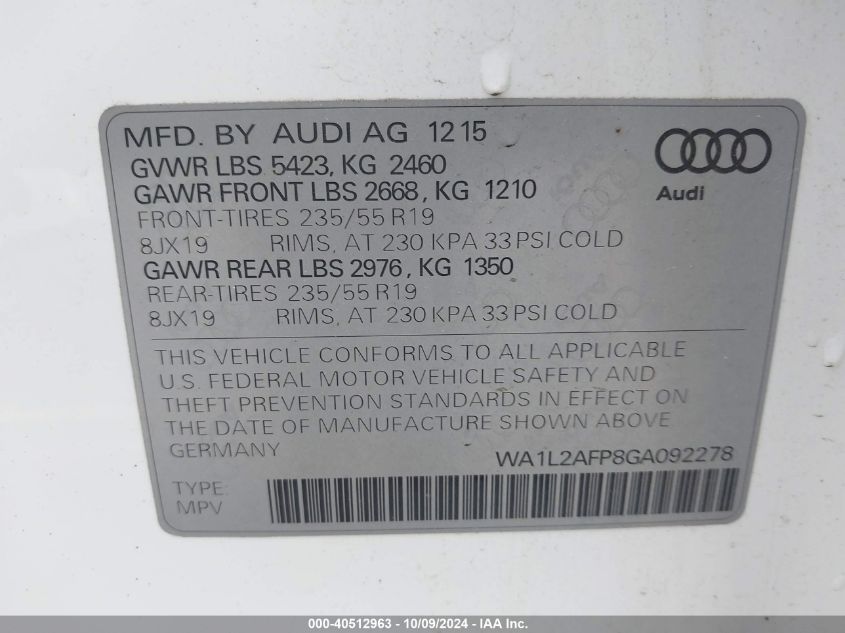 MFD. BY AUDI AG 1215
GVWR LBS 5423, KG 2460
GAWR FRONT LBS 2668, KG 1210
FRONT-TIRES 235/55 R19
8JX19 RIMS, AT 230 KPA 33 PSI COLD
GAWR REAR LBS 2976, KG 1350
REAR-TIRES 235/55 R19
8JX19 RIMS, AT 230 KPA 33 PSI COLD
Audi
THIS VEHICLE CONFORMS TO ALL APPLICABLE
U.S. FEDERAL MOTOR VEHICLE SAFETY AND
THEFT PREVENTION STANDARDS IN EFFECT ON
THE DATE OF MANUFACTURE SHOWN ABOVE.
GERMANY
WA1L2AFP8GA092278
TYPE:
MPV
000-40512963 - 10/09/2024 - IAA Inc.